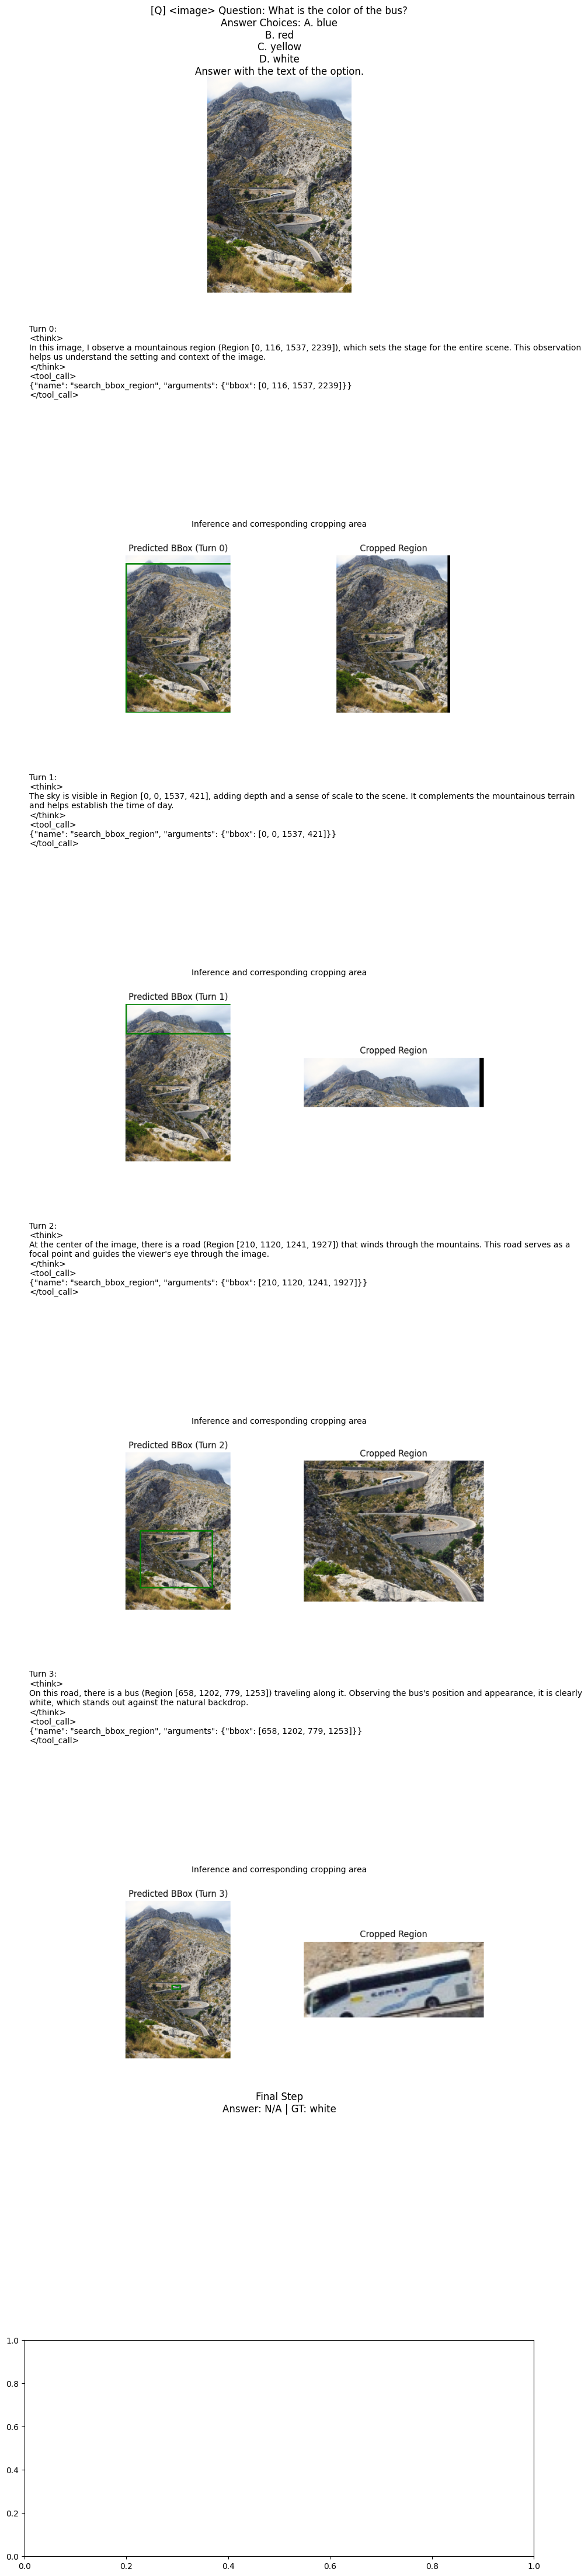 [Q] <image> Question: What is the color of the bus?
Answer Choices: A. blue
B. red
C. yellow
D. white
Answer with the text of the option.
Turn 0:
<think>
In this image, I observe a mountainous region (Region [0, 116, 1537, 2239]), which sets the stage for the entire scene. This observation
helps us understand the setting and context of the image.
</think>
<tool_call>
{"name": "search_bbox_region", "arguments": {"bbox": [0, 116, 1537, 2239]}}
</tool_call>
Inference and corresponding cropping area
Predicted BBox (Turn 0)
Cropped Region
Turn 1:
<think>
The sky is visible in Region [0, 0, 1537, 421], adding depth and a sense of scale to the scene. It complements the mountainous terrain
and helps establish the time of day.
</think>
<tool_call>
{"name": "search_bbox_region", "arguments": {"bbox": [0, 0, 1537, 421]}}
</tool_call>
Inference and corresponding cropping area
Predicted BBox (Turn 1)
Cropped Region
Turn 2:
<think>
At the center of the image, there is a road (Region [210, 1120, 1241, 1927]) that winds through the mountains. This road serves as a
focal point and guides the viewer's eye through the image.
</think>
<tool_call>
{"name": "search_bbox_region", "arguments": {"bbox": [210, 1120, 1241, 1927]}}
</tool_call>
Inference and corresponding cropping area
Predicted BBox (Turn 2)
Cropped Region
Turn 3:
<think>
On this road, there is a bus (Region [658, 1202, 779, 1253]) traveling along it. Observing the bus's position and appearance, it is clearly
white, which stands out against the natural backdrop.
</think>
<tool_call>
{"name": "search_bbox_region", "arguments": {"bbox": [658, 1202, 779, 1253]}}
</tool_call>
Inference and corresponding cropping area
Predicted BBox (Turn 3)
Cropped Region
Final Step
Answer: N/A | GT: white
1.0
0.8
0.6
0.4
0.2
0.0
0.0 0.2 0.4 0.6 0.8 1.0